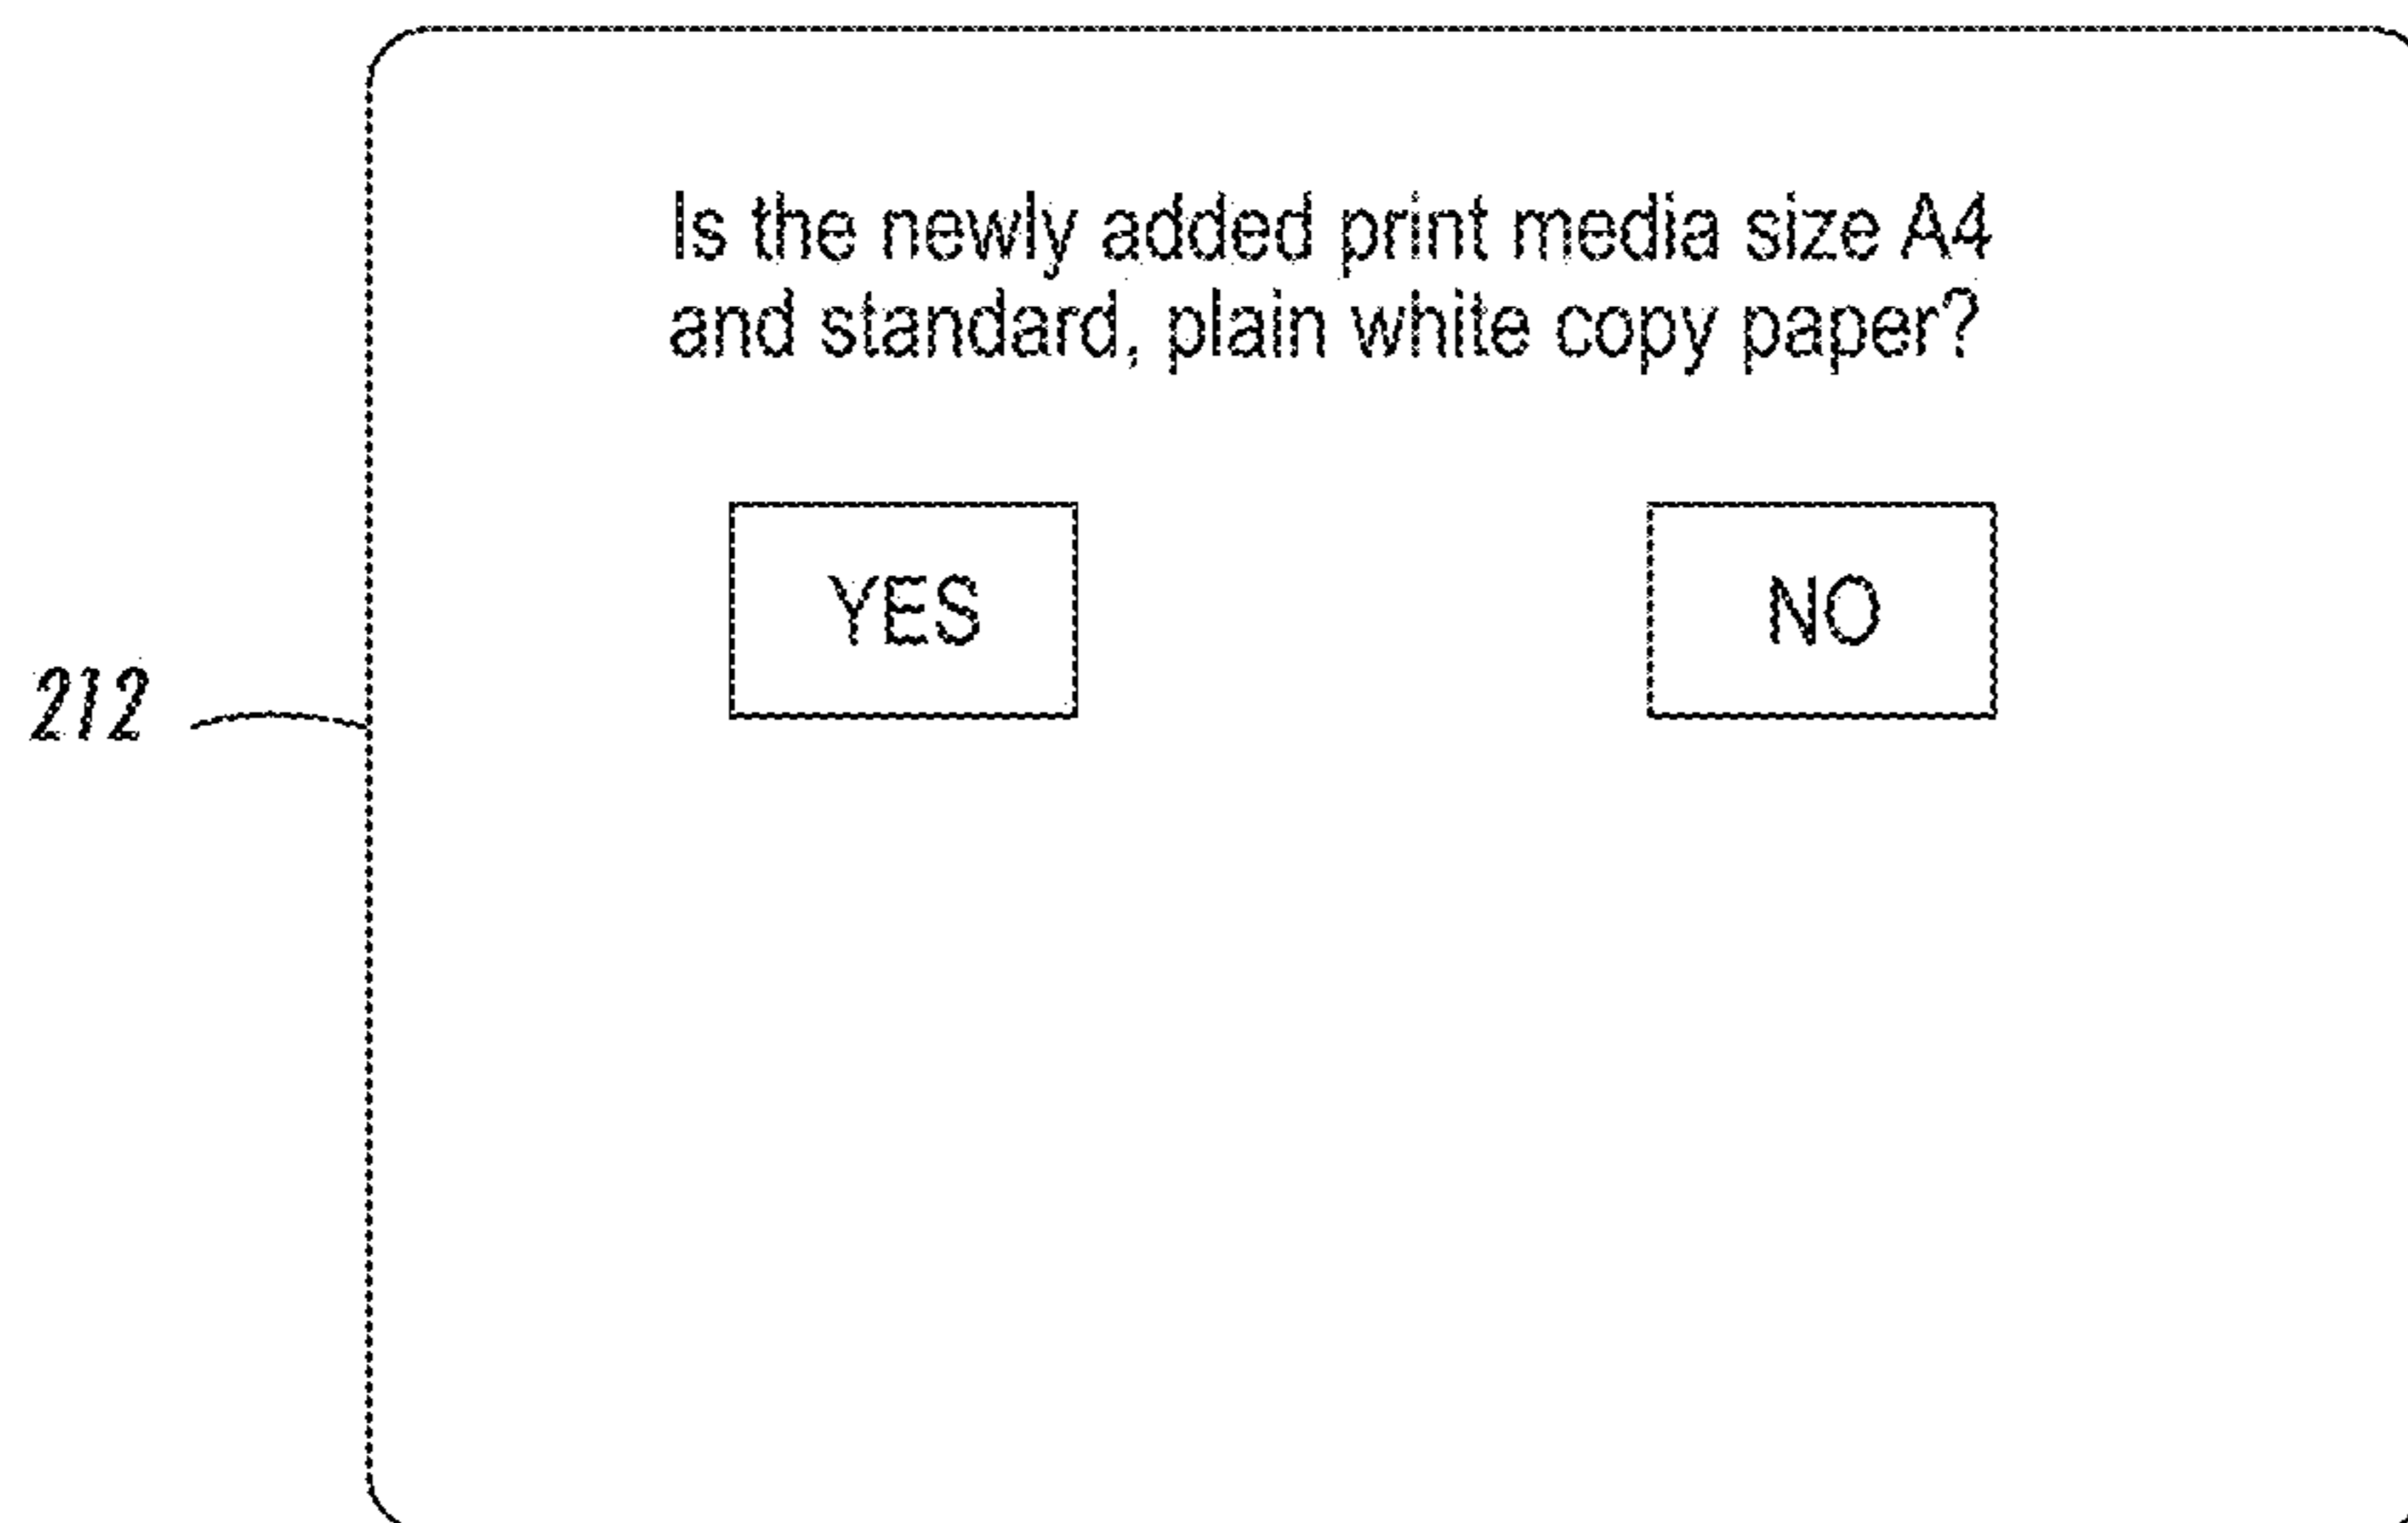 Is the newly added print media size A4
and standard, plain white copy paper?
YES NO
212